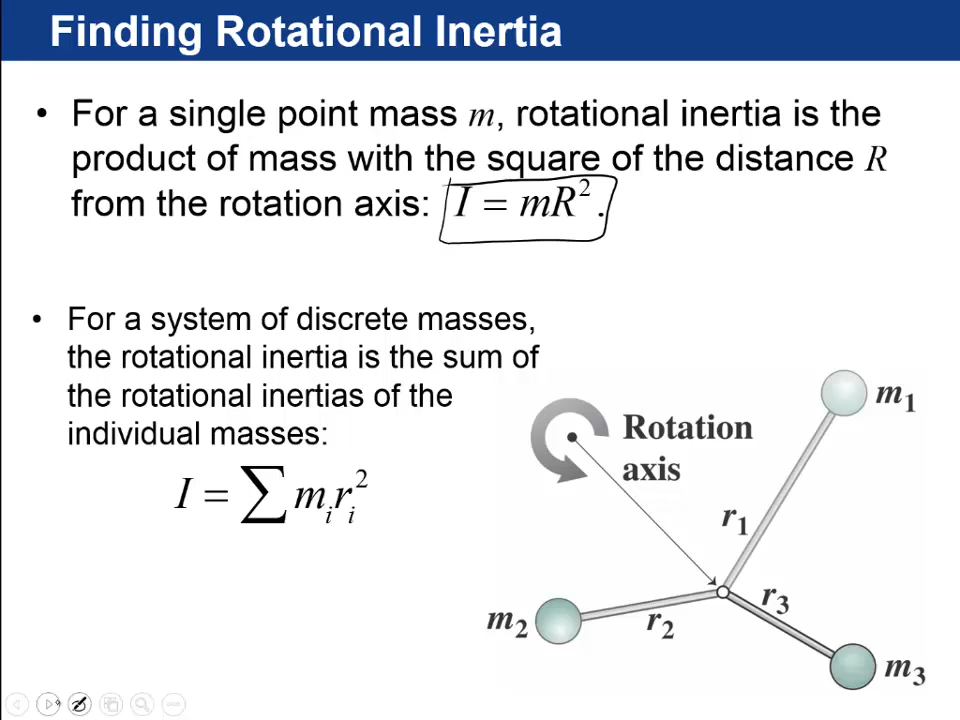 Finding Rotational Inertia
• For a single point mass m, rotational inertia is the
product of mass with the square of the distance R
from the rotation axis: I = mR².
• For a system of discrete masses,
the rotational inertia is the sum of
the rotational inertias of the
individual masses:
I = ∑ mᵢrᵢ²
Rotation
axis
m₁
r₁
r₃
m₂
r₂
m₃